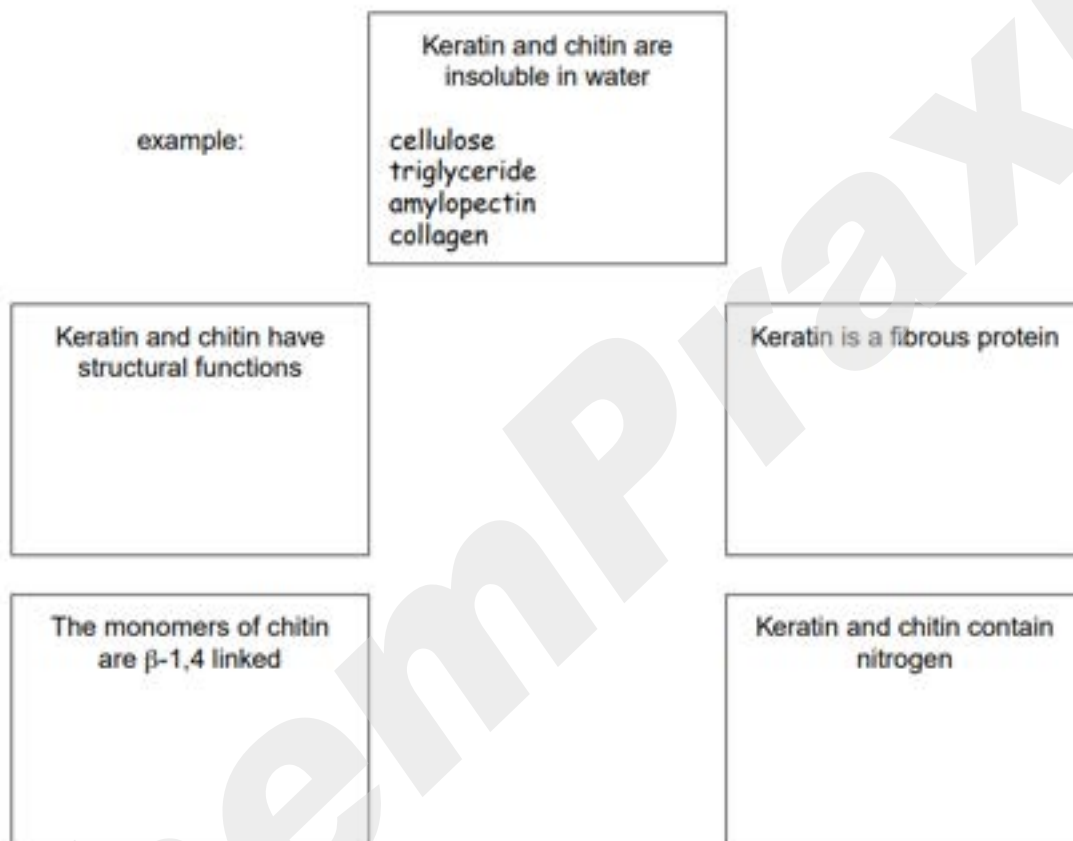 Keratin and chitin are
insoluble in water
example:
cellulose
triglyceride
amylopectin
collagen
Keratin and chitin have
structural functions
Keratin is a fibrous protein
The monomers of chitin
are β-1,4 linked
Keratin and chitin contain
nitrogen